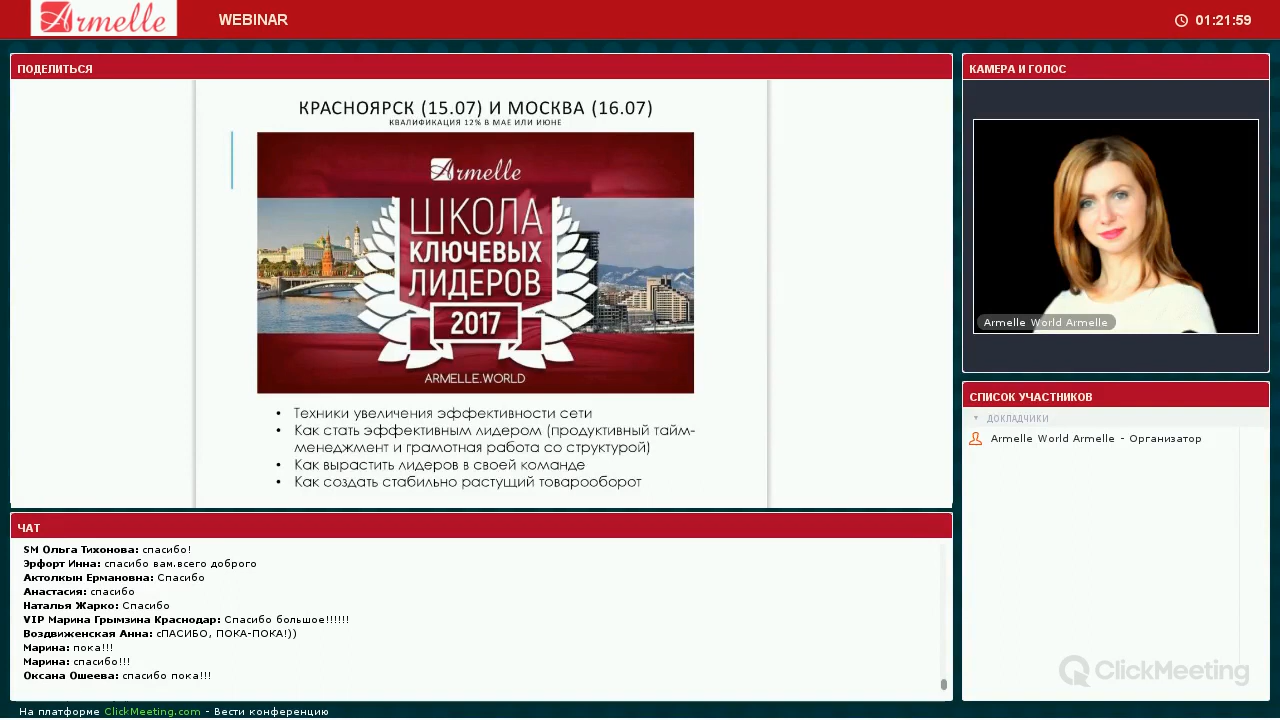 Armelle
WEBINAR
01:21:59
ПОДЕЛИТЬСЯ
КРАСНОЯРСК (15.07) И МОСКВА (16.07)
КВАЛИФИКАЦИЯ 12% В МАЕ ИЛИ ИЮНЕ
Armelle
ШКОЛА
КЛЮЧЕВЫХ
ЛИДЕРОВ
2017
ARMELLE.WORLD
• Техники увеличения эффективности сети
• Как стать эффективным лидером (продуктивный тайм-
менеджмент и грамотная работа со структурой)
• Как вырастить лидеров в своей команде
• Как создать стабильно растущий товарооборот
КАМЕРА И ГОЛОС
Armelle World Armelle
СПИСОК УЧАСТНИКОВ
ДОКЛАДЧИКИ
Armelle World Armelle - Организатор
ЧАТ
SM Ольга Тихонова: спасибо!
Эрфорт Инна: спасибо вам.всего доброго
Актолкын Ермановна: Спасибо
Анастасия: спасибо
Наталья Жарко: Спасибо
VIP Марина Грымзина Краснодар: Спасибо большое!!!!!!
Воздвиженская Анна: сПАСИБО, ПОКА-ПОКА!))
Марина: пока!!!
Марина: спасибо!!!
Оксана Ошеева: спасибо пока!!!
ClickMeeting
На платформе ClickMeeting.com - Вести конференцию